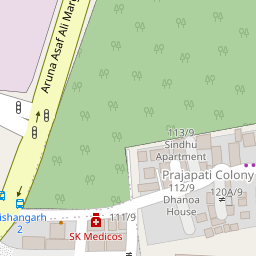 Aruna Asaf Ali Marg
113/9
Sindhu
Apartment
Prajapati Colony
112/9
Dhanoa
House
120A/9
111/9
ishangarh
2
SK Medicos